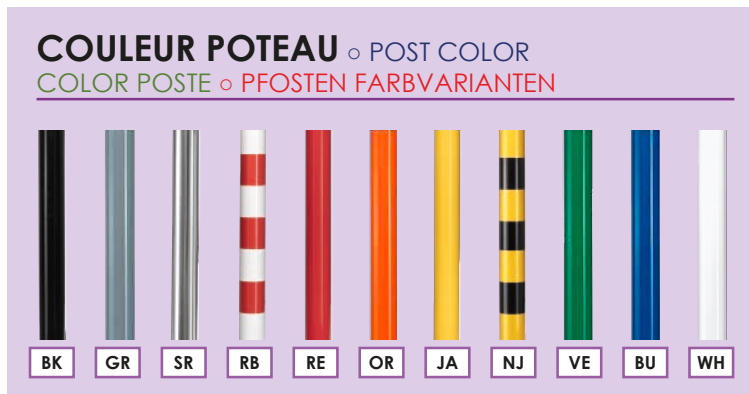 COULEUR POTEAU ○ POST COLOR
COLOR POSTE ○ PFOSTEN FARBVARIANTEN
BK GR SR RB RE OR JA NJ VE BU WH